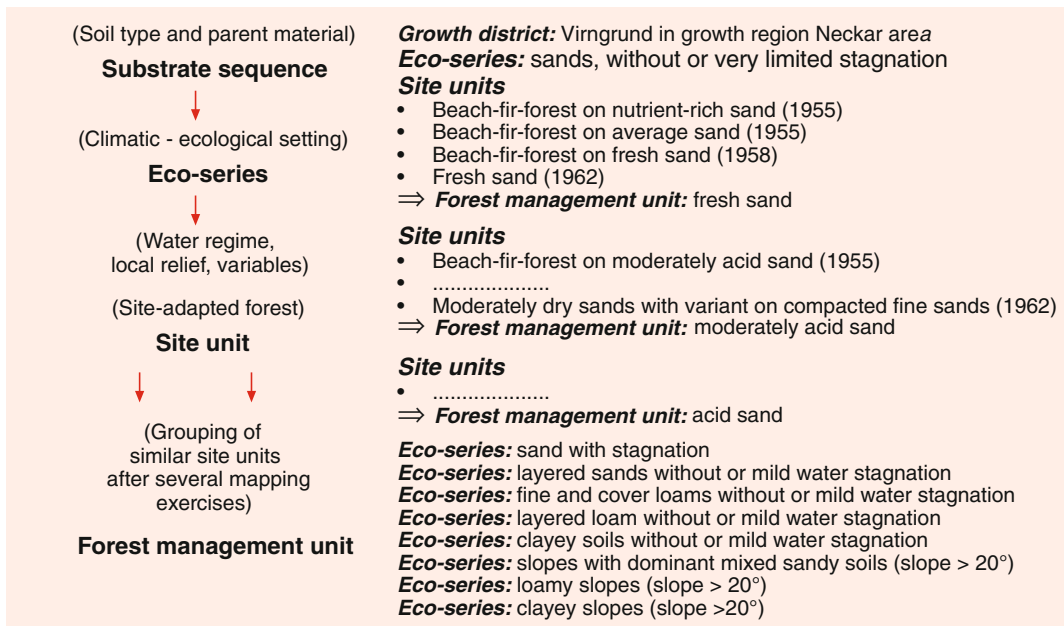 (Soil type and parent material)
Substrate sequence
(Climatic - ecological setting)
Eco-series
(Water regime,
local relief, variables)
(Site-adapted forest)
Site unit
(Grouping of
similar site units
after several mapping
exercises)
Forest management unit
Growth district: Virngrund in growth region Neckar area
Eco-series: sands, without or very limited stagnation
Site units
• Beach-fir-forest on nutrient-rich sand (1955)
• Beach-fir-forest on average sand (1955)
• Beach-fir-forest on fresh sand (1958)
• Fresh sand (1962)
⇒ Forest management unit: fresh sand
Site units
• Beach-fir-forest on moderately acid sand (1955)
• ....................
• Moderately dry sands with variant on compacted fine sands (1962)
⇒ Forest management unit: moderately acid sand
Site units
• ....................
⇒ Forest management unit: acid sand
Eco-series: sand with stagnation
Eco-series: layered sands without or mild water stagnation
Eco-series: fine and cover loams without or mild water stagnation
Eco-series: layered loam without or mild water stagnation
Eco-series: clayey soils without or mild water stagnation
Eco-series: slopes with dominant mixed sandy soils (slope > 20°)
Eco-series: loamy slopes (slope > 20°)
Eco-series: clayey slopes (slope >20°)